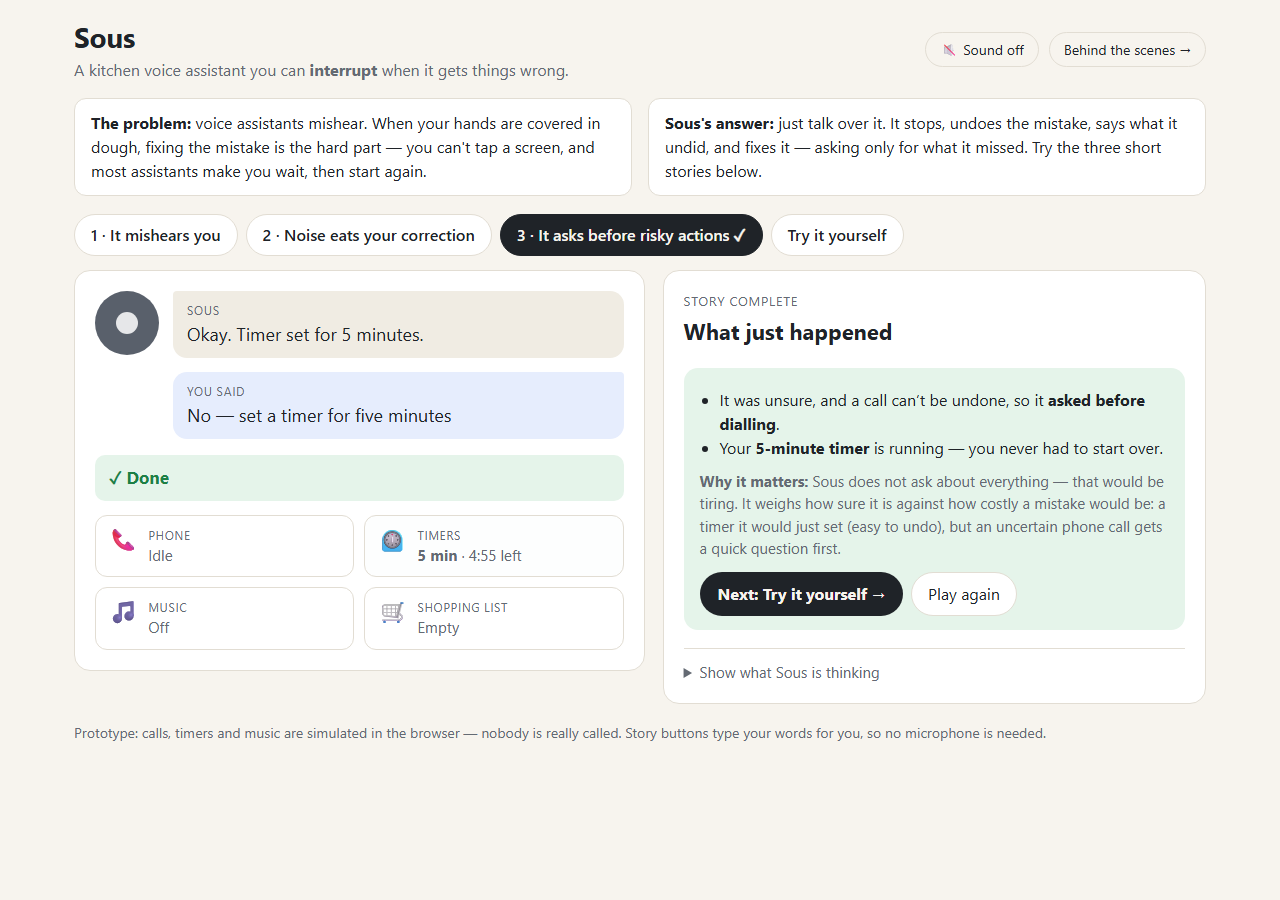 Sous
A kitchen voice assistant you can interrupt when it gets things wrong.
Sound off
Behind the scenes →
The problem: voice assistants mishear. When your hands are covered in
dough, fixing the mistake is the hard part — you can't tap a screen, and
most assistants make you wait, then start again.
Sous's answer: just talk over it. It stops, undoes the mistake, says what it
undid, and fixes it — asking only for what it missed. Try the three short
stories below.
1 · It mishears you
2 · Noise eats your correction
3 · It asks before risky actions ✓
Try it yourself
SOUS
Okay. Timer set for 5 minutes.
YOU SAID
No — set a timer for five minutes
✓ Done
PHONE
Idle
TIMERS
5 min · 4:55 left
MUSIC
Off
SHOPPING LIST
Empty
STORY COMPLETE
What just happened
• It was unsure, and a call can’t be undone, so it asked before
dialling.
• Your 5-minute timer is running — you never had to start over.
Why it matters: Sous does not ask about everything — that would be
tiring. It weighs how sure it is against how costly a mistake would be: a
timer it would just set (easy to undo), but an uncertain phone call gets
a quick question first.
Next: Try it yourself →
Play again
▶ Show what Sous is thinking
Prototype: calls, timers and music are simulated in the browser — nobody is really called. Story buttons type your words for you, so no microphone is needed.